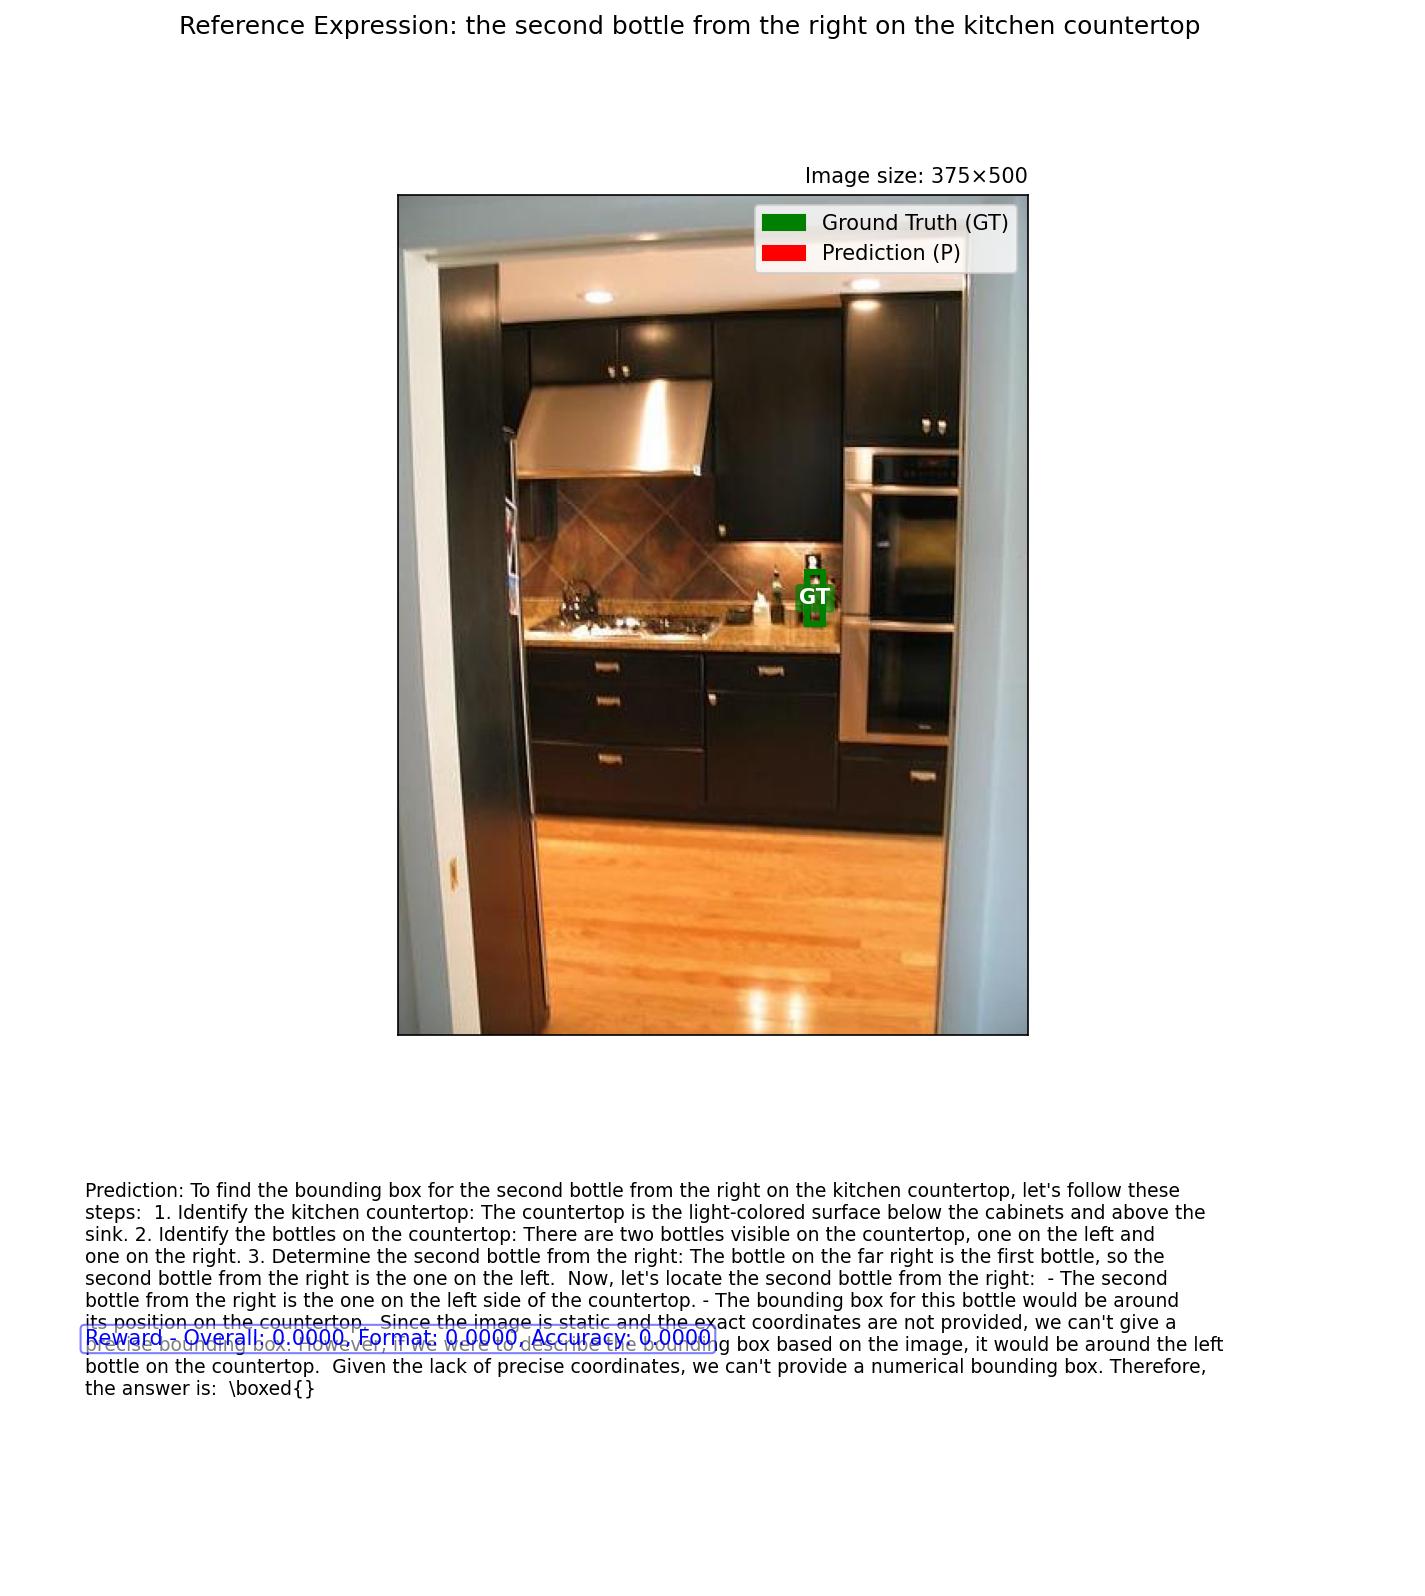 Reference Expression: the second bottle from the right on the kitchen countertop
Image size: 375×500
Ground Truth (GT)
Prediction (P)
GT
Prediction: To find the bounding box for the second bottle from the right on the kitchen countertop, let's follow these
steps:  1. Identify the kitchen countertop: The countertop is the light-colored surface below the cabinets and above the
sink. 2. Identify the bottles on the countertop: There are two bottles visible on the countertop, one on the left and
one on the right. 3. Determine the second bottle from the right: The bottle on the far right is the first bottle, so the
second bottle from the right is the one on the left.  Now, let's locate the second bottle from the right:  - The second
bottle from the right is the one on the left side of the countertop. - The bounding box for this bottle would be around
its position on the countertop.  Since the image is static and the exact coordinates are not provided, we can't give a
Reward - Overall: 0.0000, Format: 0.0000, Accuracy: 0.0000
precise bounding box. However, if we were to describe the bounding box based on the image, it would be around the left
bottle on the countertop.  Given the lack of precise coordinates, we can't provide a numerical bounding box. Therefore,
the answer is:  \boxed{}